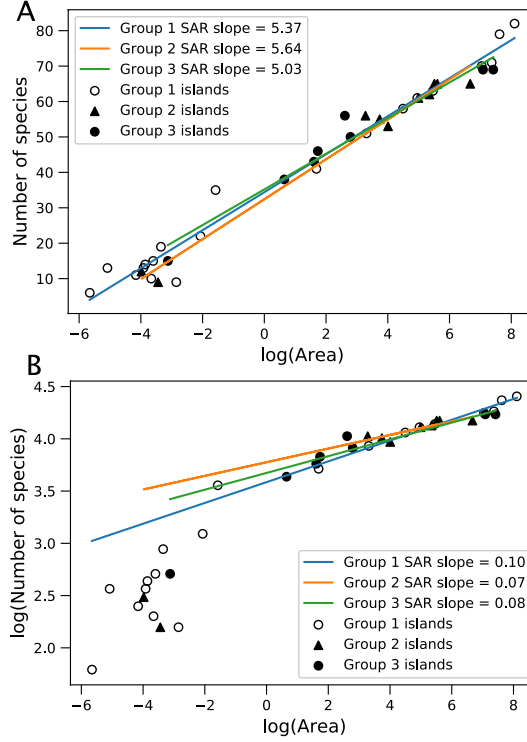 A
Group 1 SAR slope = 5.37
Group 2 SAR slope = 5.64
Group 3 SAR slope = 5.03
Group 1 islands
Group 2 islands
Group 3 islands
80
70
60
50
40
30
20
10
Number of species
−6 −4 −2 0 2 4 6 8
log(Area)
B
4.5
4.0
3.5
3.0
2.5
2.0
log(Number of species)
Group 1 SAR slope = 0.10
Group 2 SAR slope = 0.07
Group 3 SAR slope = 0.08
Group 1 islands
Group 2 islands
Group 3 islands
−6 −4 −2 0 2 4 6 8
log(Area)